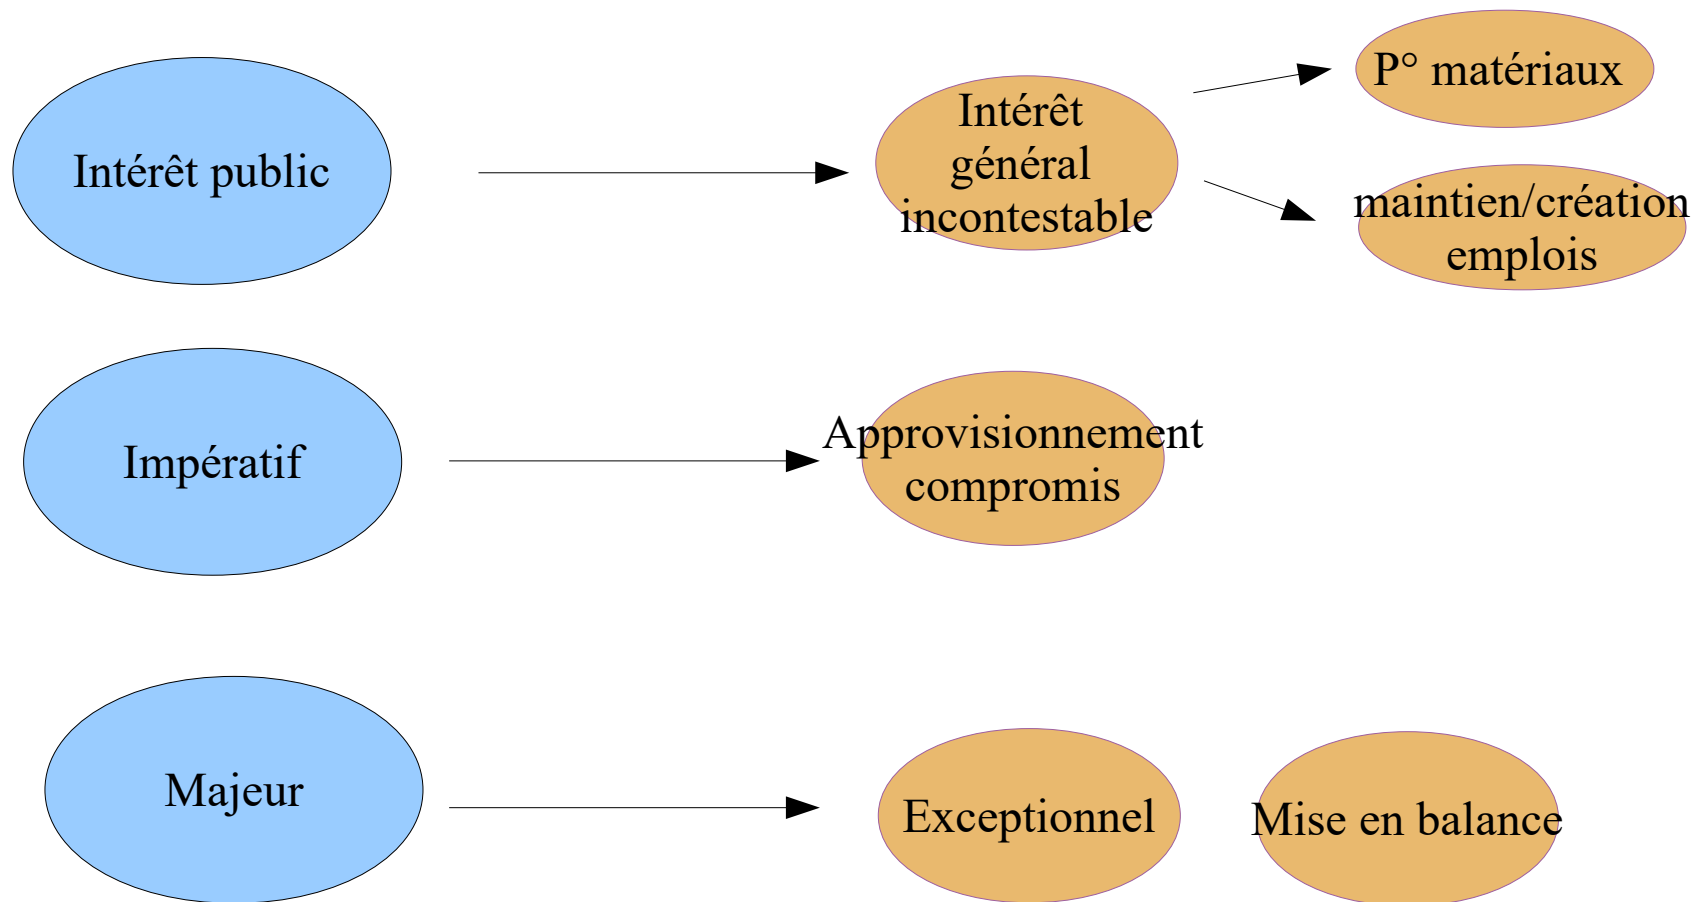 Intérêt public
Intérêt
général
incontestable
P° matériaux
maintien/création
emplois
Impératif
Approvisionnement
compromis
Majeur
Exceptionnel
Mise en balance